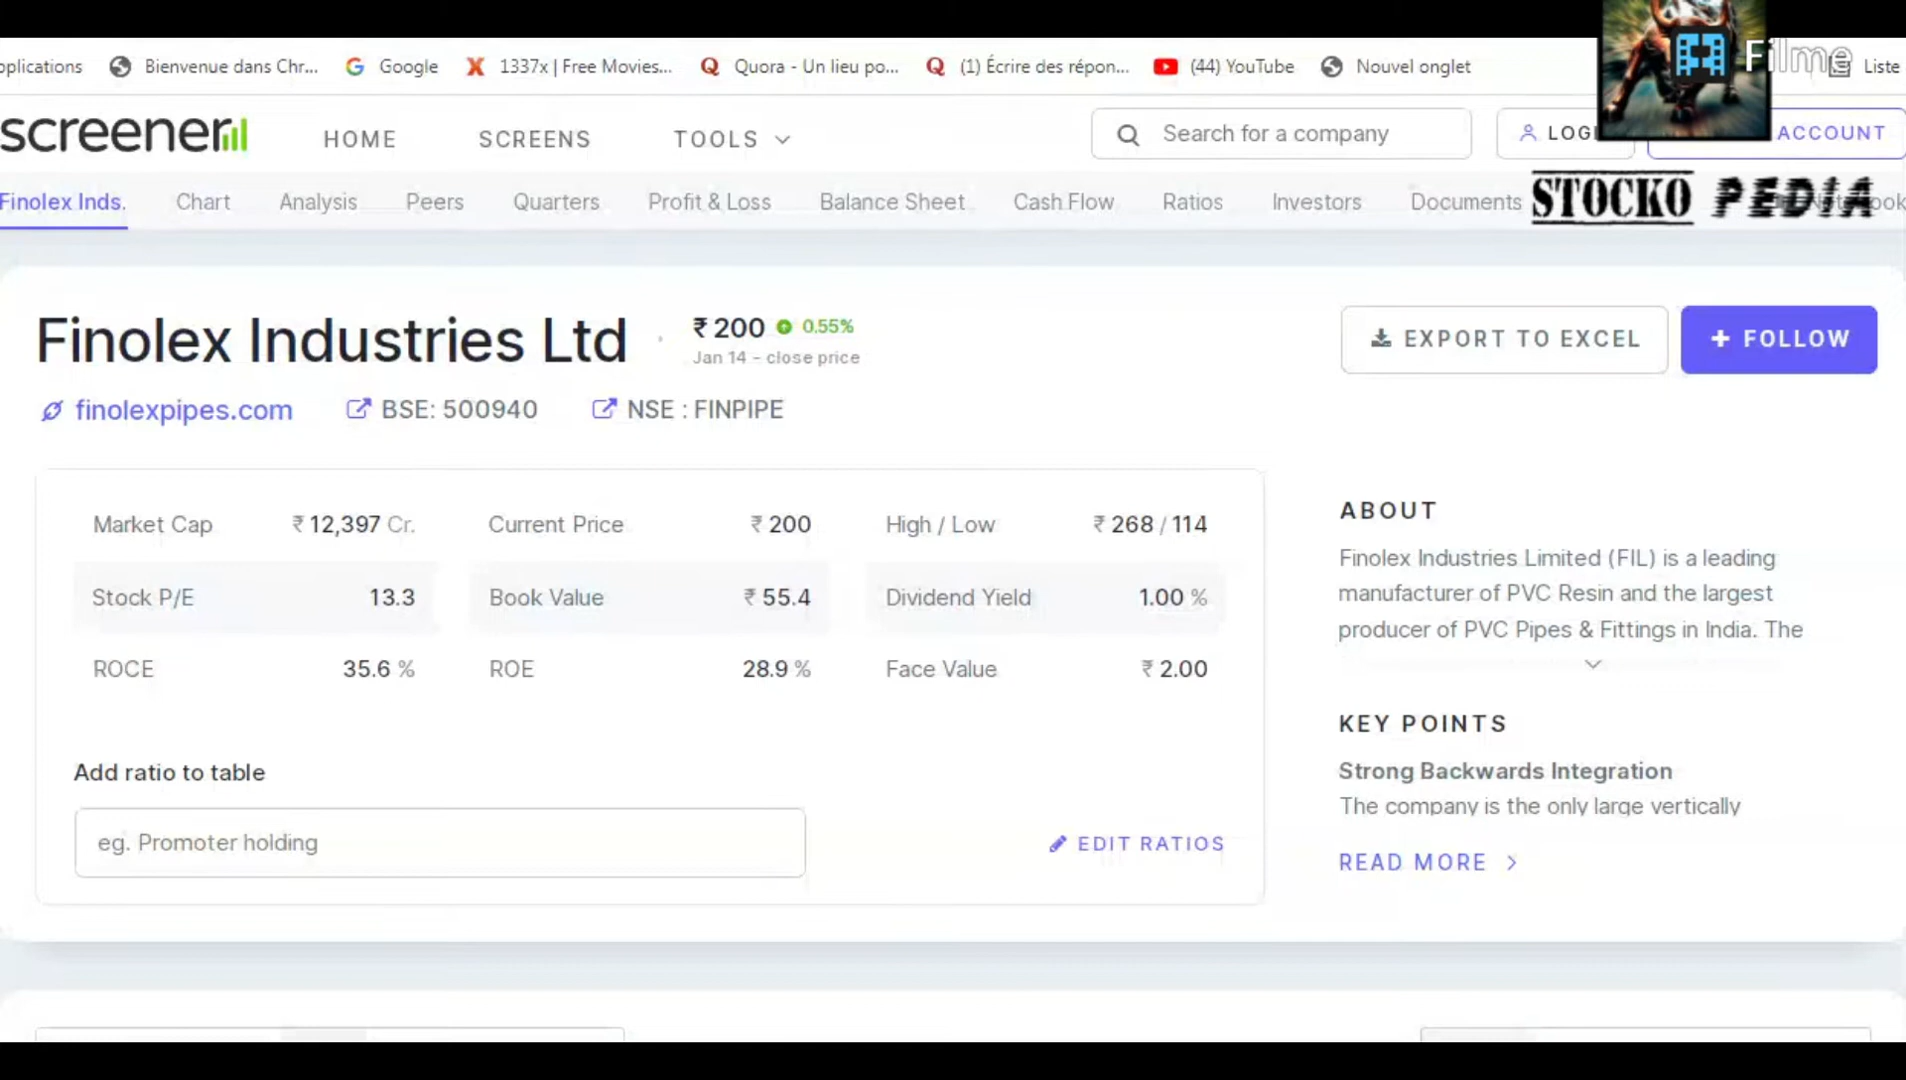 plications Bienvenue dans Chr... Google 1337x | Free Movies... Quora - Un lieu po... (1) Écrire des répon... (44) YouTube Nouvel onglet Filme Liste
screener HOME SCREENS TOOLS Search for a company ACCOUNT
Finolex Inds. Chart Analysis Peers Quarters Profit & Loss Balance Sheet Cash Flow Ratios Investors Documents STOCKO PEDIA
Finolex Industries Ltd ₹ 200 0.55%
Jan 14 - close price
EXPORT TO EXCEL + FOLLOW
finolexpipes.com BSE: 500940 NSE : FINPIPE
Market Cap ₹ 12,397 Cr. Current Price ₹ 200 High / Low ₹ 268 / 114
Stock P/E 13.3 Book Value ₹ 55.4 Dividend Yield 1.00 %
ROCE 35.6 % ROE 28.9 % Face Value ₹ 2.00
Add ratio to table
eg. Promoter holding EDIT RATIOS
ABOUT
Finolex Industries Limited (FIL) is a leading
manufacturer of PVC Resin and the largest
producer of PVC Pipes & Fittings in India. The
KEY POINTS
Strong Backwards Integration
The company is the only large vertically
READ MORE >